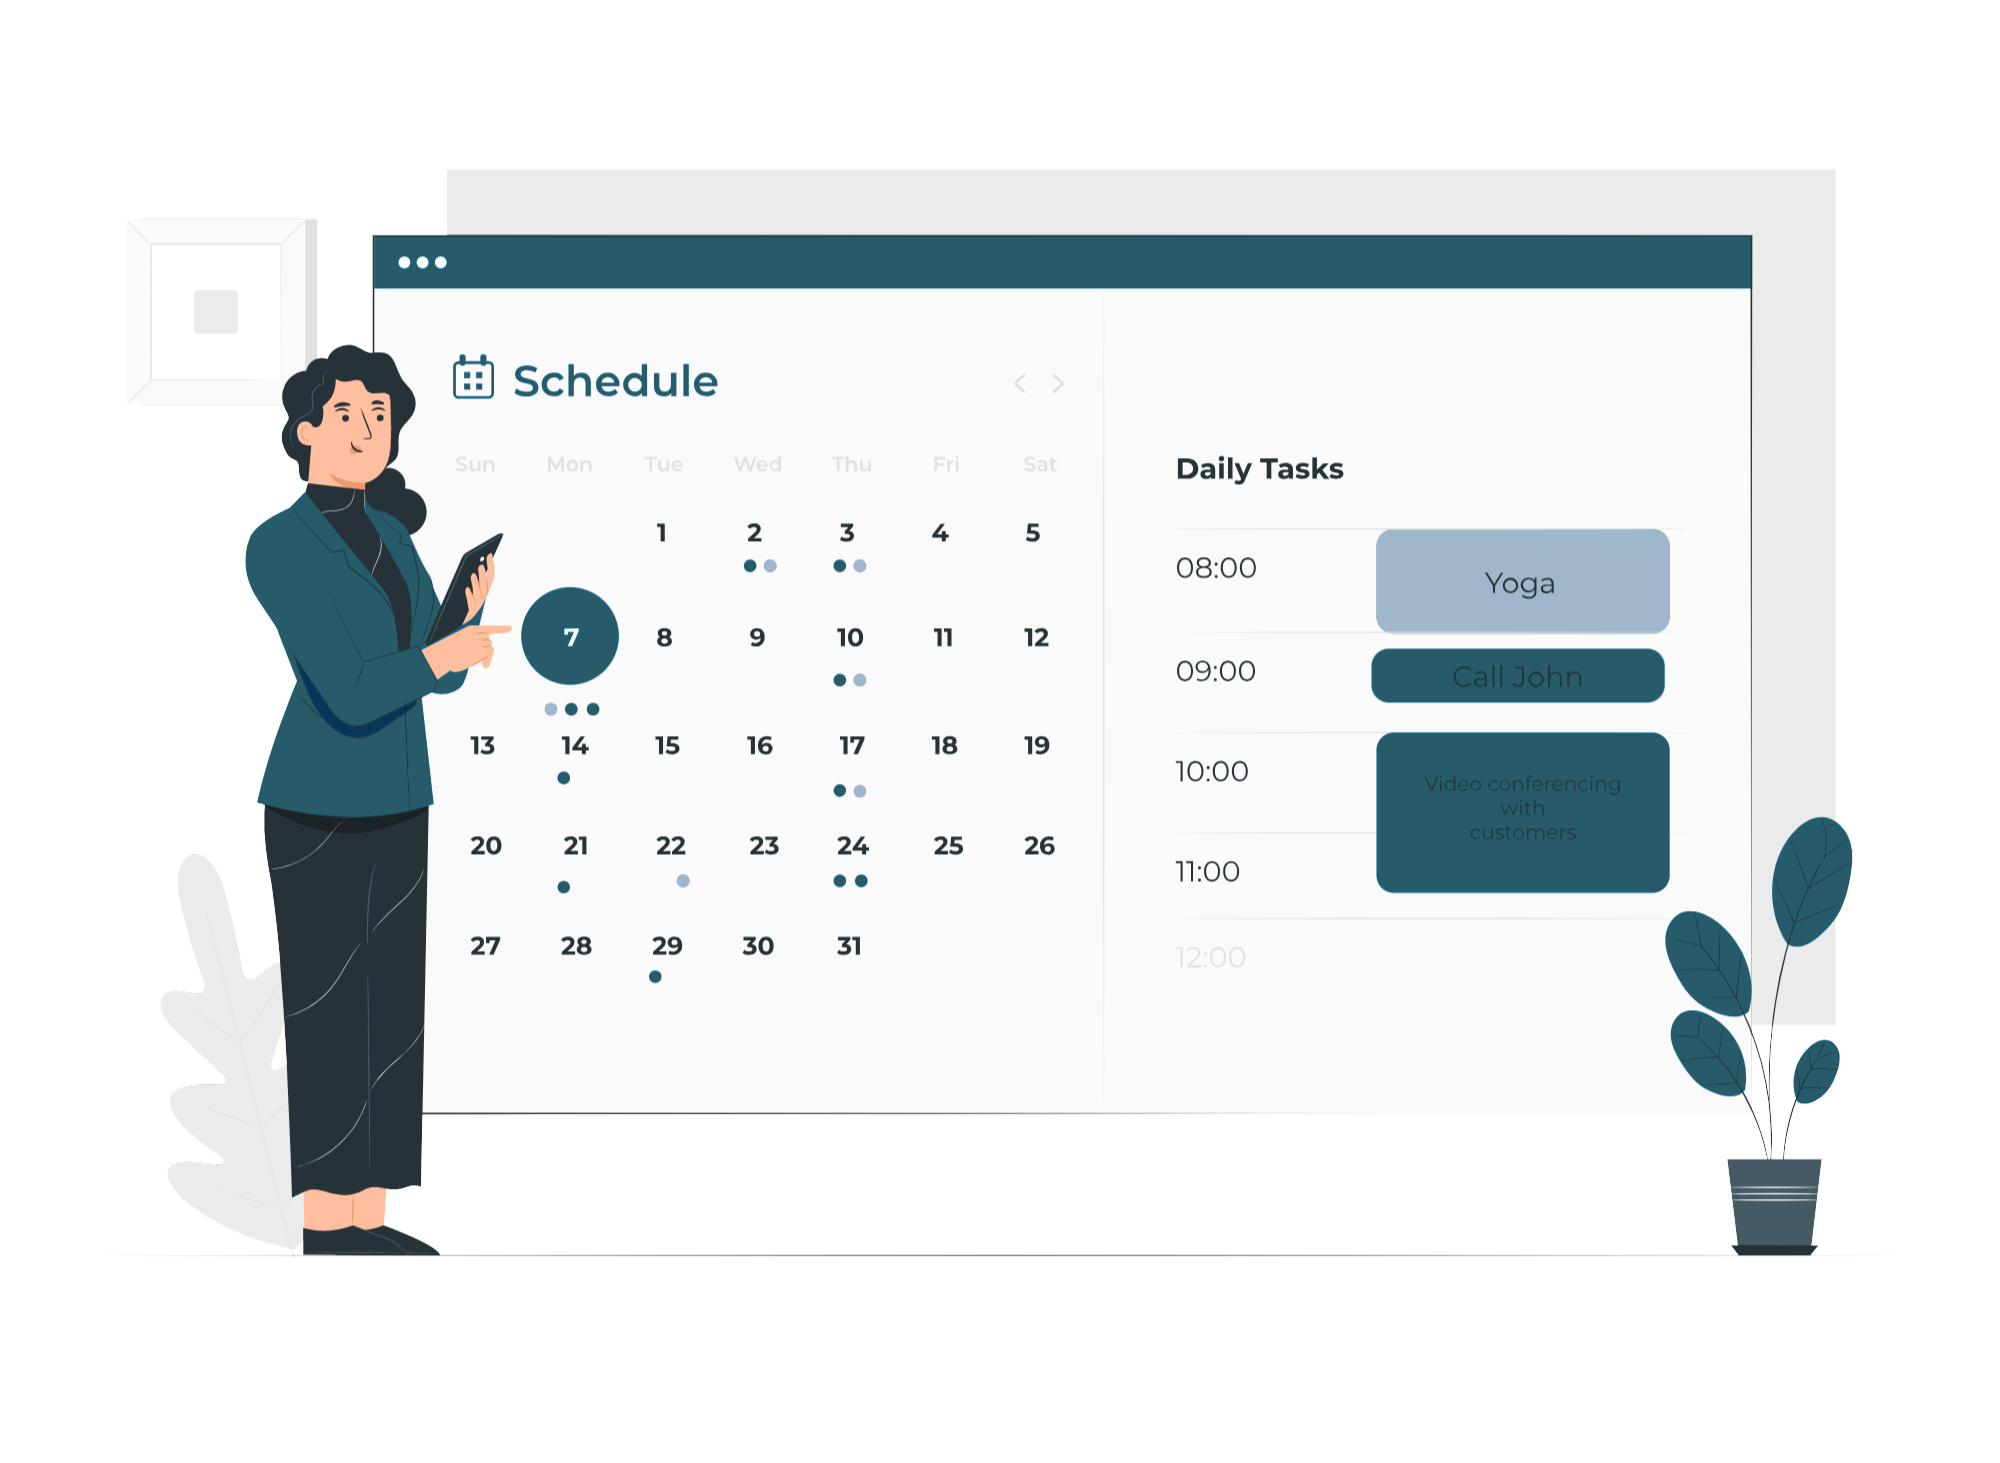 Schedule
Sun Mon Tue Wed Thu Fri Sat
1 2 3 4 5
7 8 9 10 11 12
13 14 15 16 17 18 19
20 21 22 23 24 25 26
27 28 29 30 31
Daily Tasks
08:00 Yoga
09:00 Call John
10:00 Video conferencing
with
customers
11:00
12:00